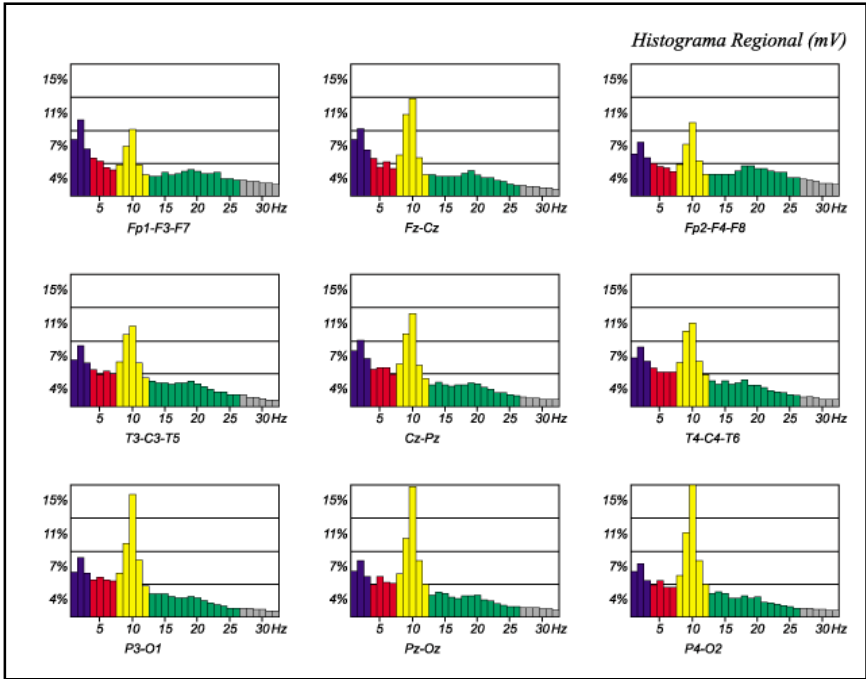 Histograma Regional (mV)
15% 15% 15%
11% 11% 11%
7% 7% 7%
4% 4% 4%
5 10 15 20 25 30 Hz 5 10 15 20 25 30 Hz 5 10 15 20 25 30 Hz
Fp1-F3-F7 Fz-Cz Fp2-F4-F8
15% 15% 15%
11% 11% 11%
7% 7% 7%
4% 4% 4%
5 10 15 20 25 30 Hz 5 10 15 20 25 30 Hz 5 10 15 20 25 30 Hz
T3-C3-T5 Cz-Pz T4-C4-T6
15% 15% 15%
11% 11% 11%
7% 7% 7%
4% 4% 4%
5 10 15 20 25 30 Hz 5 10 15 20 25 30 Hz 5 10 15 20 25 30 Hz
P3-O1 Pz-Oz P4-O2